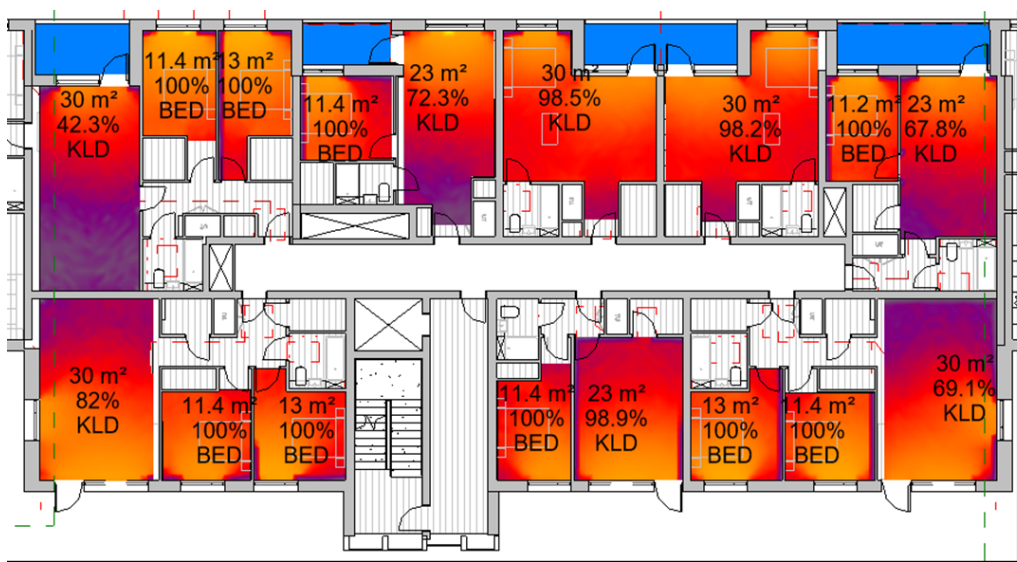 30 m²
42.3%
KLD
11.4 m²
100%
BED
13 m²
100%
BED
11.4 m²
100%
BED
23 m²
72.3%
KLD
30 m²
98.5%
KLD
30 m²
98.2%
KLD
11.2 m²
100%
BED
23 m²
67.8%
KLD
30 m²
82%
KLD
11.4 m²
100%
BED
13 m²
100%
BED
11.4 m²
100%
BED
23 m²
98.9%
KLD
13 m²
100%
BED
11.4 m²
100%
BED
30 m²
69.1%
KLD